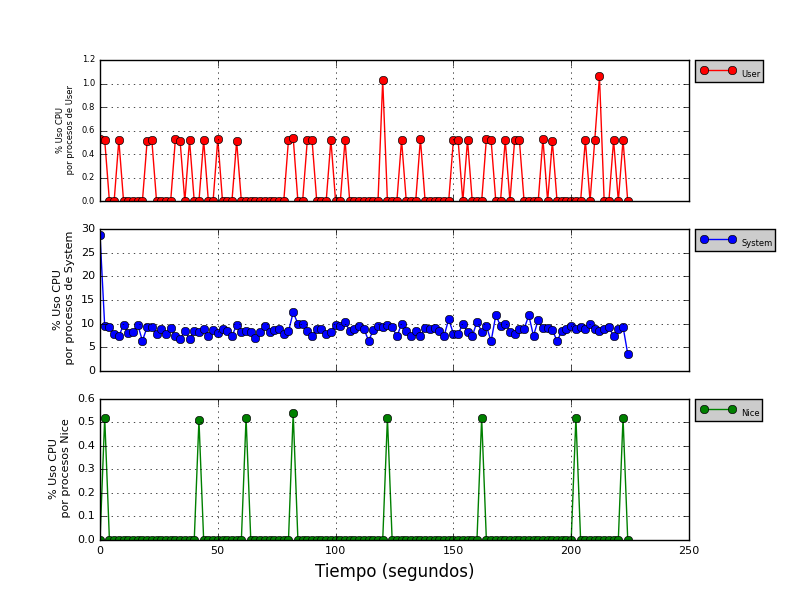 1.2
1.0
0.8
0.6
0.4
0.2
0.0
% Uso CPU
por procesos de User
User
30
25
20
15
10
5
0
% Uso CPU
por procesos de System
System
0.6
0.5
0.4
0.3
0.2
0.1
0.0
% Uso CPU
por procesos Nice
Nice
0 50 100 150 200 250
Tiempo (segundos)